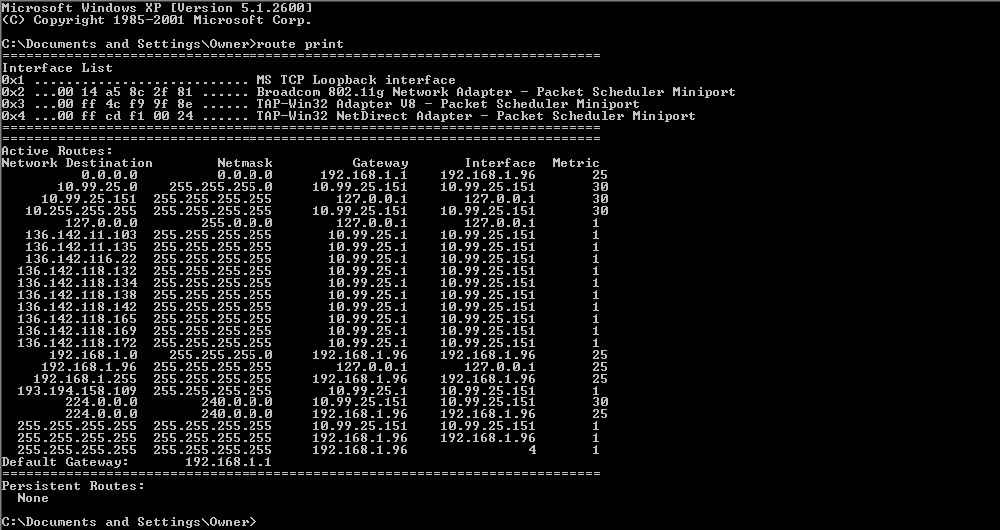 Microsoft Windows XP [Version 5.1.2600]
(C) Copyright 1985-2001 Microsoft Corp.
C:\Documents and Settings\Owner>route print
===========================================================================
Interface List
0x1 ........................... MS TCP Loopback interface
0x2 ...00 14 a5 8c 2f 81 ...... Broadcom 802.11g Network Adapter - Packet Scheduler Miniport
0x3 ...00 ff 4c f9 9f 8e ...... TAP-Win32 Adapter V8 - Packet Scheduler Miniport
0x4 ...00 ff cd f1 00 24 ...... TAP-Win32 NetDirect Adapter - Packet Scheduler Miniport
===========================================================================
===========================================================================
Active Routes:
Network Destination        Netmask          Gateway       Interface  Metric
          0.0.0.0          0.0.0.0      192.168.1.1    192.168.1.96       25
       10.99.25.0    255.255.255.0     10.99.25.151    10.99.25.151       30
     10.99.25.151  255.255.255.255        127.0.0.1       127.0.0.1       30
   10.255.255.255  255.255.255.255     10.99.25.151    10.99.25.151       30
        127.0.0.0        255.0.0.0        127.0.0.1       127.0.0.1       1
   136.142.11.103  255.255.255.255       10.99.25.1    10.99.25.151       1
   136.142.11.135  255.255.255.255       10.99.25.1    10.99.25.151       1
   136.142.116.22  255.255.255.255       10.99.25.1    10.99.25.151       1
  136.142.118.132  255.255.255.255       10.99.25.1    10.99.25.151       1
  136.142.118.134  255.255.255.255       10.99.25.1    10.99.25.151       1
  136.142.118.138  255.255.255.255       10.99.25.1    10.99.25.151       1
  136.142.118.142  255.255.255.255       10.99.25.1    10.99.25.151       1
  136.142.118.165  255.255.255.255       10.99.25.1    10.99.25.151       1
  136.142.118.169  255.255.255.255       10.99.25.1    10.99.25.151       1
  136.142.118.172  255.255.255.255       10.99.25.1    10.99.25.151       1
      192.168.1.0    255.255.255.0     192.168.1.96    192.168.1.96       25
     192.168.1.96  255.255.255.255        127.0.0.1       127.0.0.1       25
    192.168.1.255  255.255.255.255     192.168.1.96    192.168.1.96       25
  193.194.158.109  255.255.255.255       10.99.25.1    10.99.25.151       1
        224.0.0.0        240.0.0.0     10.99.25.151    10.99.25.151       30
        224.0.0.0        240.0.0.0     192.168.1.96    192.168.1.96       25
  255.255.255.255  255.255.255.255     10.99.25.151    10.99.25.151       1
  255.255.255.255  255.255.255.255     192.168.1.96    192.168.1.96       1
  255.255.255.255  255.255.255.255     192.168.1.96               4       1
Default Gateway:       192.168.1.1
===========================================================================
Persistent Routes:
  None
C:\Documents and Settings\Owner>